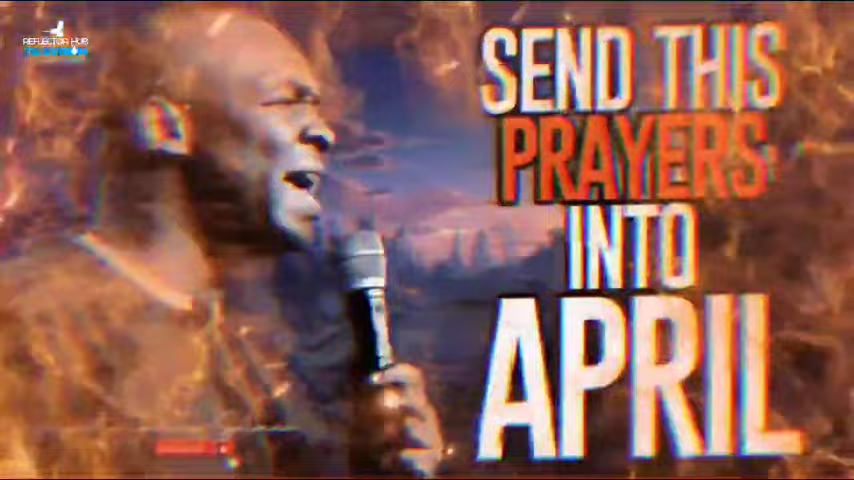 REFLECTOR HUB
SEND THIS
PRAYERS
INTO
APRIL